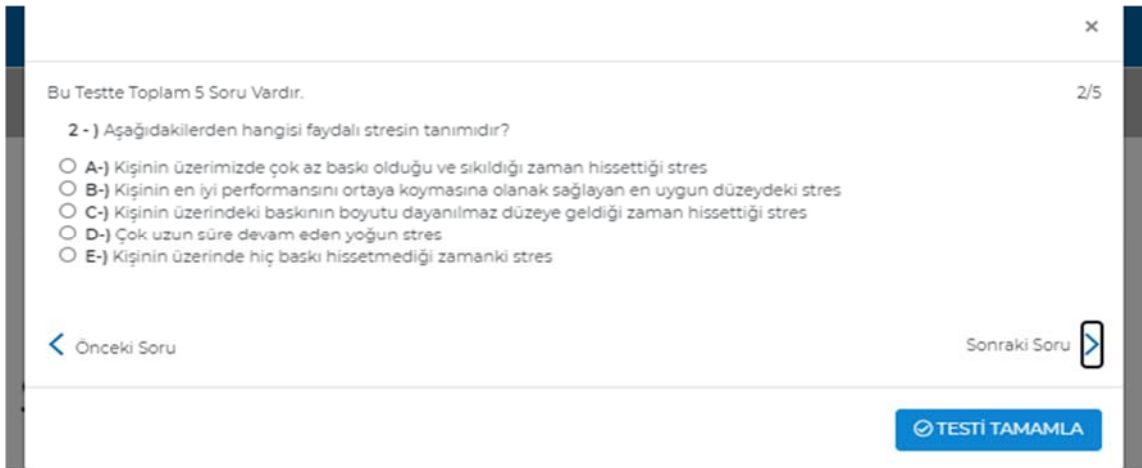 ×
Bu Testte Toplam 5 Soru Vardır. 2/5
2 - ) Aşağıdakilerden hangisi faydalı stresin tanımıdır?
A-) Kişinin üzerimizde çok az baskı olduğu ve sıkıldığı zaman hissettiği stres
B-) Kişinin en iyi performansını ortaya koymasına olanak sağlayan en uygun düzeydeki stres
C-) Kişinin üzerindeki baskının boyutu dayanılmaz düzeye geldiği zaman hissettiği stres
D-) Çok uzun süre devam eden yoğun stres
E-) Kişinin üzerinde hiç baskı hissetmediği zamanki stres
Önceki Soru Sonraki Soru
TESTİ TAMAMLA